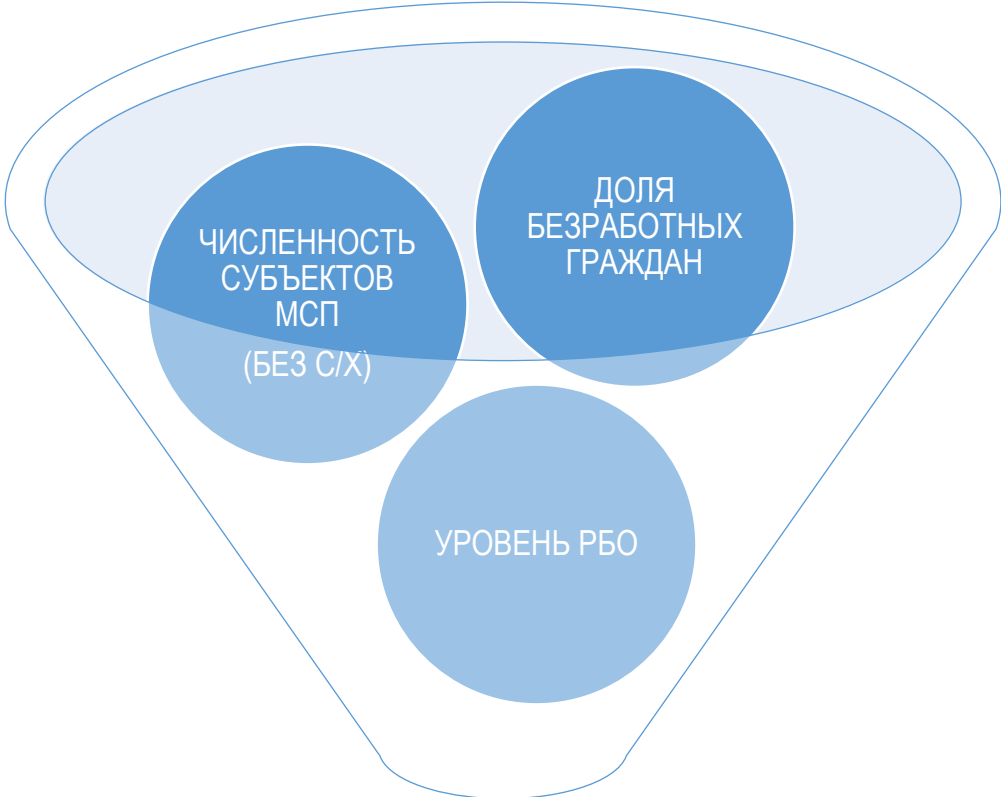 ЧИСЛЕННОСТЬ
СУБЪЕКТОВ
МСП
(БЕЗ С/Х)
ДОЛЯ
БЕЗРАБОТНЫХ
ГРАЖДАН
УРОВЕНЬ РБО